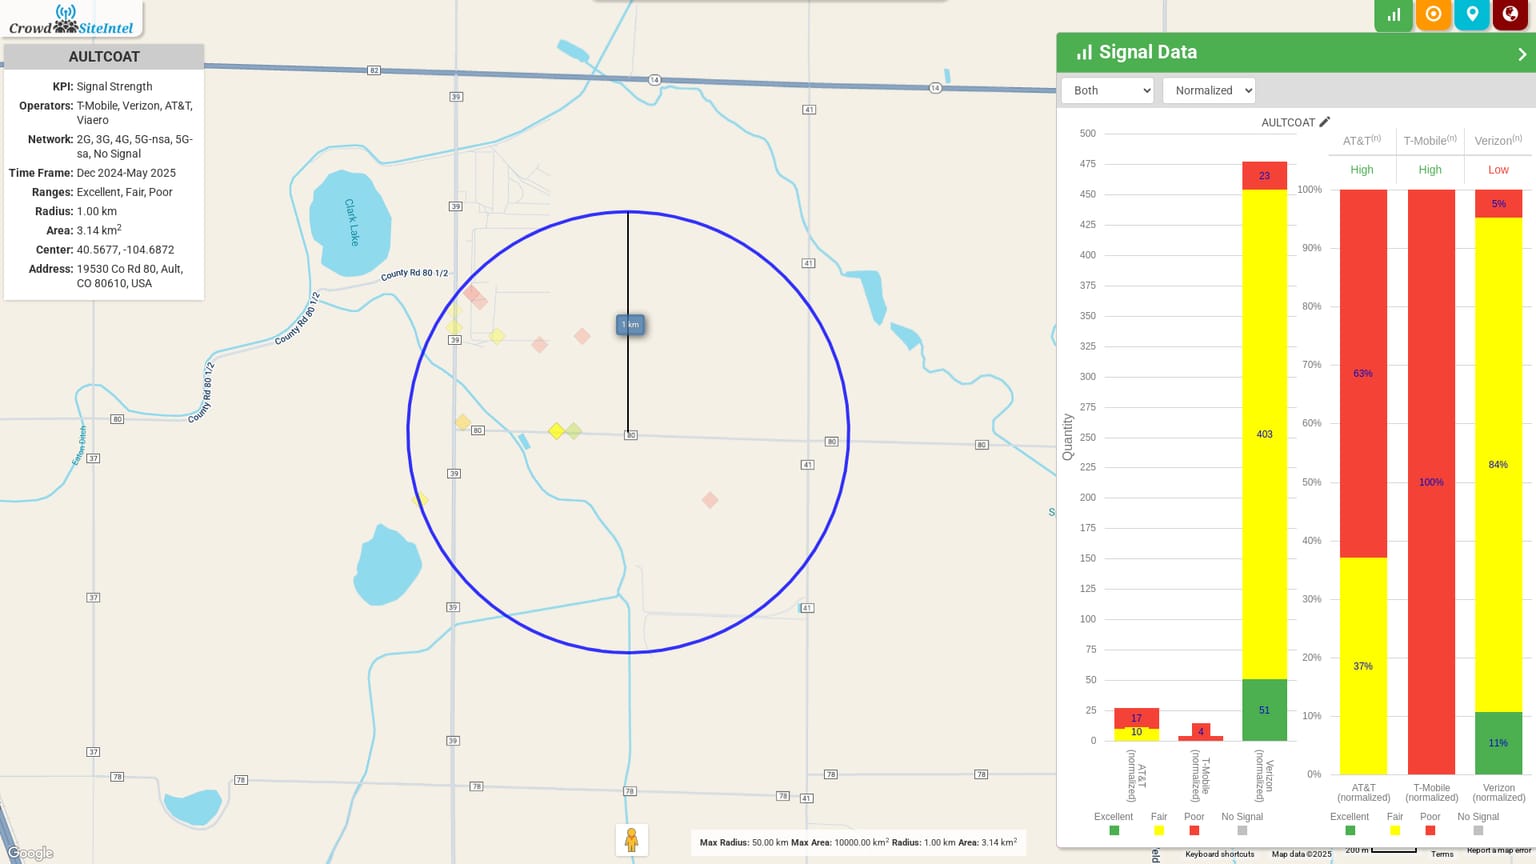 Crowd SiteIntel
AULTCOAT
KPI: Signal Strength
Operators: T-Mobile, Verizon, AT&T,
Viaero
Network: 2G, 3G, 4G, 5G-nsa, 5G-
sa, No Signal
Time Frame: Dec 2024-May 2025
Ranges: Excellent, Fair, Poor
Radius: 1.00 km
Area: 3.14 km2
Center: 40.5677, -104.6872
Address: 19530 Co Rd 80, Ault,
CO 80610, USA
82
14
14
39
41
39
41
Clark Lake
County Rd 80 1/2
County Rd 80 1/2
County Rd 80 1/2
1 km
39
80
80
80
80
80
Eaton Ditch
37
39
41
37
39
41
37
39
78
78
78
78
78
78
78
41
Google
Max Radius: 50.00 km Max Area: 10000.00 km2 Radius: 1.00 km Area: 3.14 km2
Signal Data
Both
Normalized
AULTCOAT
500
475
450
425
400
375
350
325
300
275
250
225
200
175
150
125
100
75
50
25
0
Quantity
17
10
4
23
403
51
AT&T
(normalized)
T-Mobile
(normalized)
Verizon
(normalized)
Excellent
Fair
Poor
No Signal
AT&T(n)
T-Mobile(n)
Verizon(n)
High
High
Low
100%
90%
80%
70%
60%
50%
40%
30%
20%
10%
0%
63%
37%
100%
5%
84%
11%
AT&T
(normalized)
T-Mobile
(normalized)
Verizon
(normalized)
Excellent
Fair
Poor
No Signal
Keyboard shortcuts
Map data ©2025
200 m
Terms
Report a map error